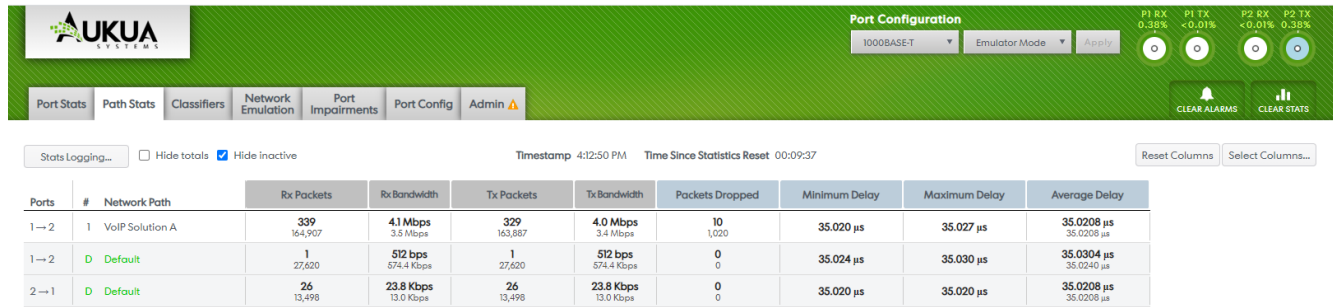 AUKUA
SYSTEMS
Port Configuration
1000BASE-T Emulator Mode Apply
P1 RX P1 TX P2 RX P2 TX
0.38% <0.01% <0.01% 0.38%
Port Stats Path Stats Classifiers Network Emulation Port Impairments Port Config Admin
CLEAR ALARMS CLEAR STATS
Stats Logging... Hide totals Hide inactive Timestamp 4:12:50 PM Time Since Statistics Reset 00:09:37 Reset Columns Select Columns...
Ports # Network Path Rx Packets Rx Bandwidth Tx Packets Tx Bandwidth Packets Dropped Minimum Delay Maximum Delay Average Delay
1→2 1 VoIP Solution A 339 4.1 Mbps 329 4.0 Mbps 10 35.020 µs 35.027 µs 35.0208 µs
164,907 3.5 Mbps 163,887 3.4 Mbps 1,020 35.0208 µs
1→2 D Default 1 512 bps 1 512 bps 0 35.024 µs 35.030 µs 35.0304 µs
27,620 574.4 Kbps 27,620 574.4 Kbps 0 35.0240 µs
2→1 D Default 26 23.8 Kbps 26 23.8 Kbps 0 35.020 µs 35.020 µs 35.0208 µs
13,498 13.0 Kbps 13,498 13.0 Kbps 0 35.0208 µs